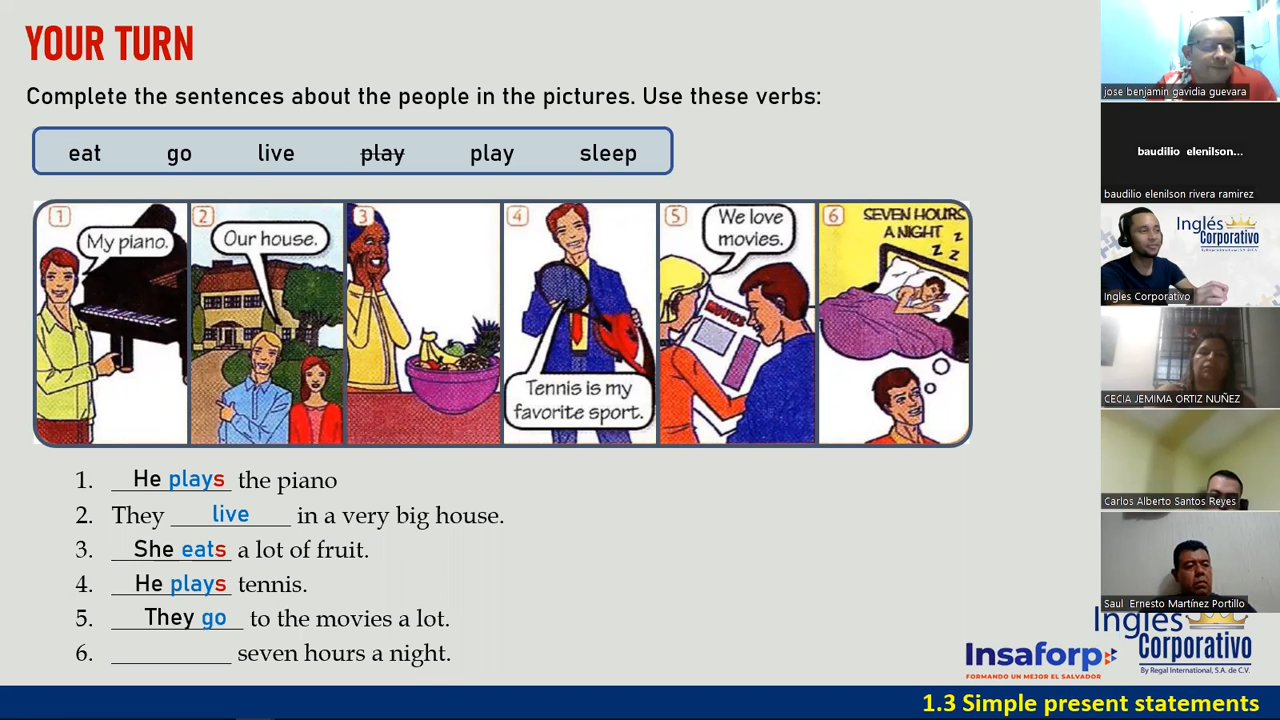 YOUR TURN
Complete the sentences about the people in the pictures. Use these verbs:
eat go live play play sleep
1 My piano.
2 Our house.
3
4 Tennis is my favorite sport.
5 We love movies.
MOVIES
6 SEVEN HOURS A NIGHT Z Z Z
1. He plays the piano
2. They live in a very big house.
3. She eats a lot of fruit.
4. He plays tennis.
5. They go to the movies a lot.
6. ____________ seven hours a night.
jose benjamin gavidia guevara
baudilio elenilson...
baudilio elenilson rivera ramirez
Inglés
Corporativo
By Regal International, S.A. de C.V.
Ingles Corporativo
CECIA JEMIMA ORTIZ NUÑEZ
Carlos Alberto Santos Reyes
Saul Ernesto Martínez Portillo
Insaforp
FORMANDO UN MEJOR EL SALVADOR
Inglés
Corporativo
By Regal International, S.A. de C.V.
1.3 Simple present statements